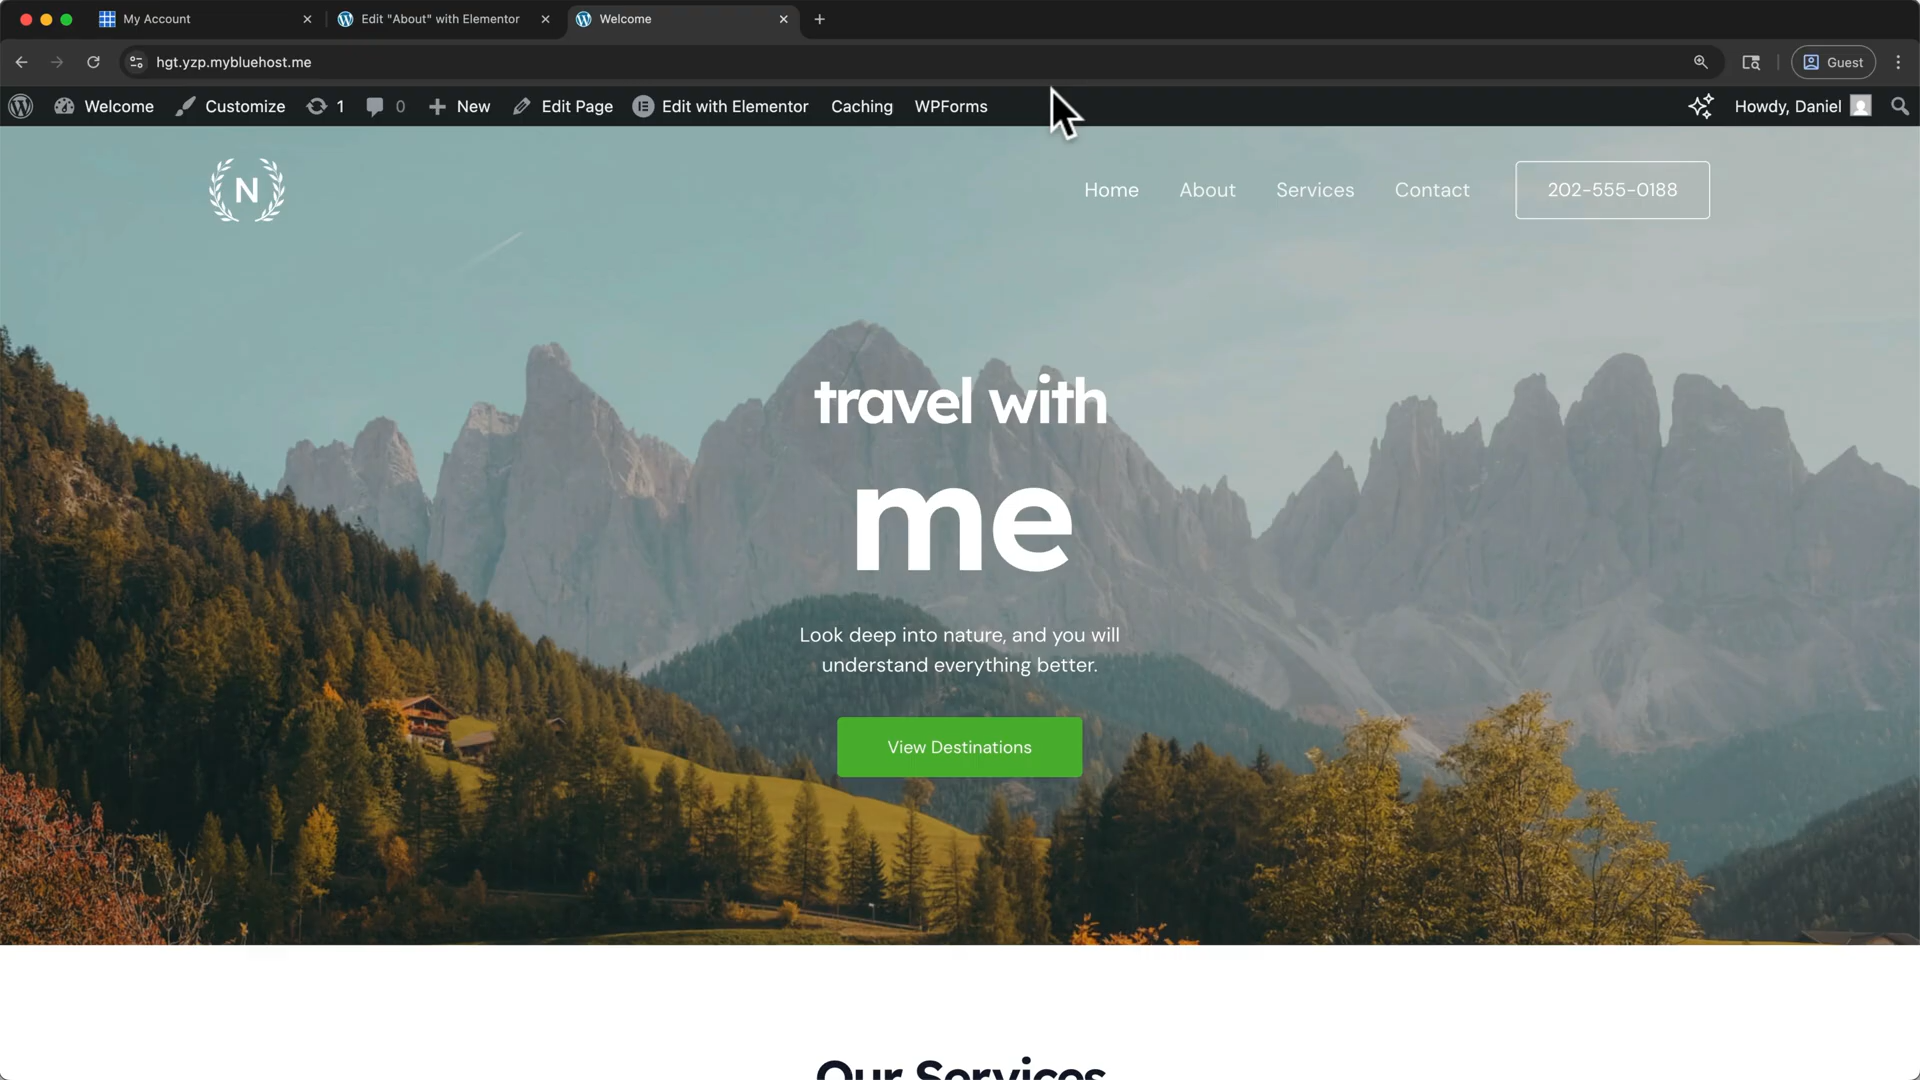 My Account
Edit "About" with Elementor
Welcome
hgt.yzp.mybluehost.me
Guest
Welcome
Customize
1
0
New
Edit Page
Edit with Elementor
Caching
WPForms
Howdy, Daniel
N
Home
About
Services
Contact
202-555-0188
travel with
me
Look deep into nature, and you will
understand everything better.
View Destinations
Our Services